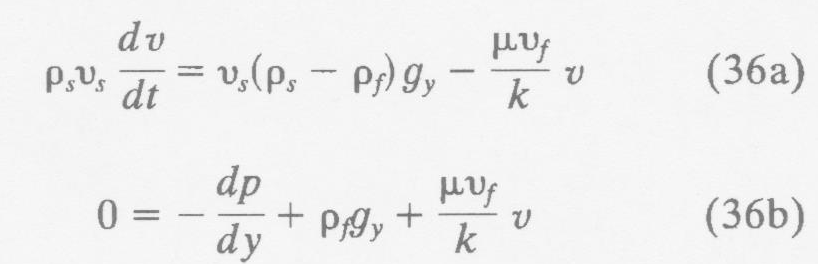 ρ_s υ_s dv/dt = υ_s(ρ_s − ρ_f) g_y − μυ_f/k v (36a)
0 = − dp/dy + ρ_f g_y + μυ_f/k v (36b)